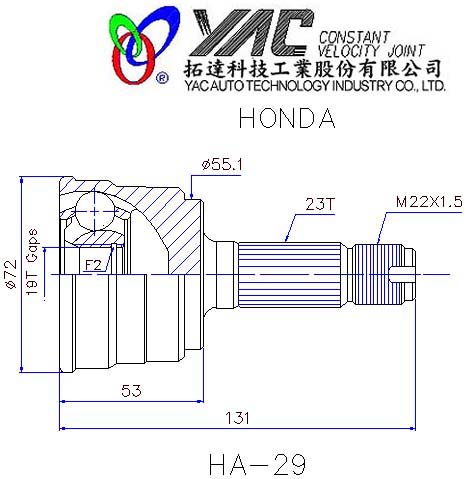 YAC CONSTANT
VELOCITY JOINT
拓達科技工業股份有限公司
YAC AUTO TECHNOLOGY INDUSTRY CO., LTD.
HONDA
ø55.1
23T
M22X1.5
ø72
19T Gaps
F2
53
131
HA-29